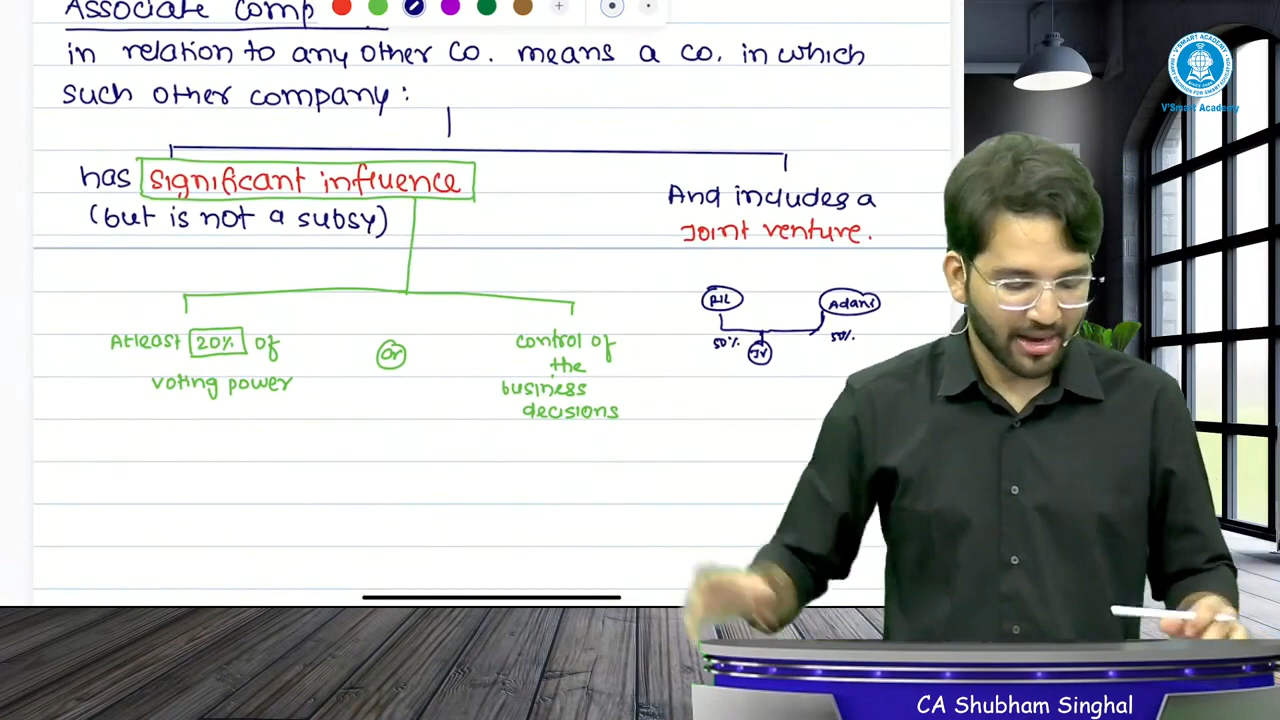 Associate Comp
in relation to any other Co. means a co. in which
such other company:
has significant influence
(but is not a subsy)
And includes a
Joint venture.
RIL
Adani
50%
50%.
JV
Atleast 20% of
voting power
Or
control of
the
business
decisions
V'SMART ACADEMY
V'Smart Academy
CA Shubham Singhal